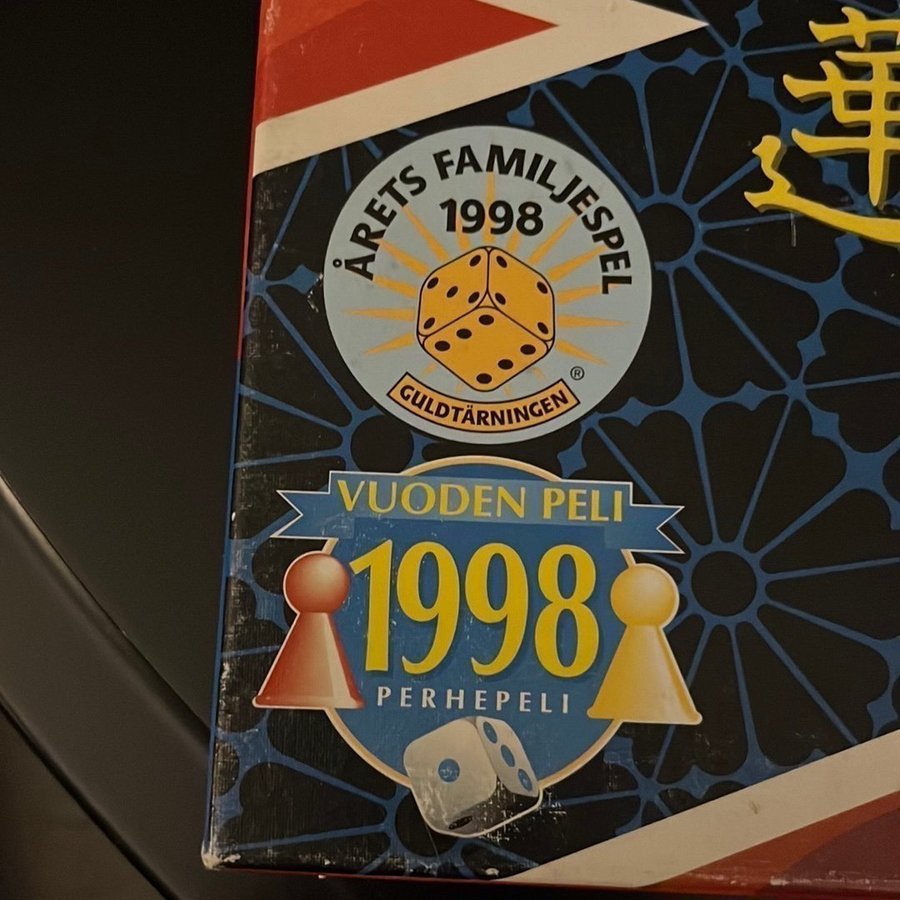 ÅRETS FAMILJESPEL
1998
GULDTÄRNINGEN
®
VUODEN PELI
1998
PERHEPELI